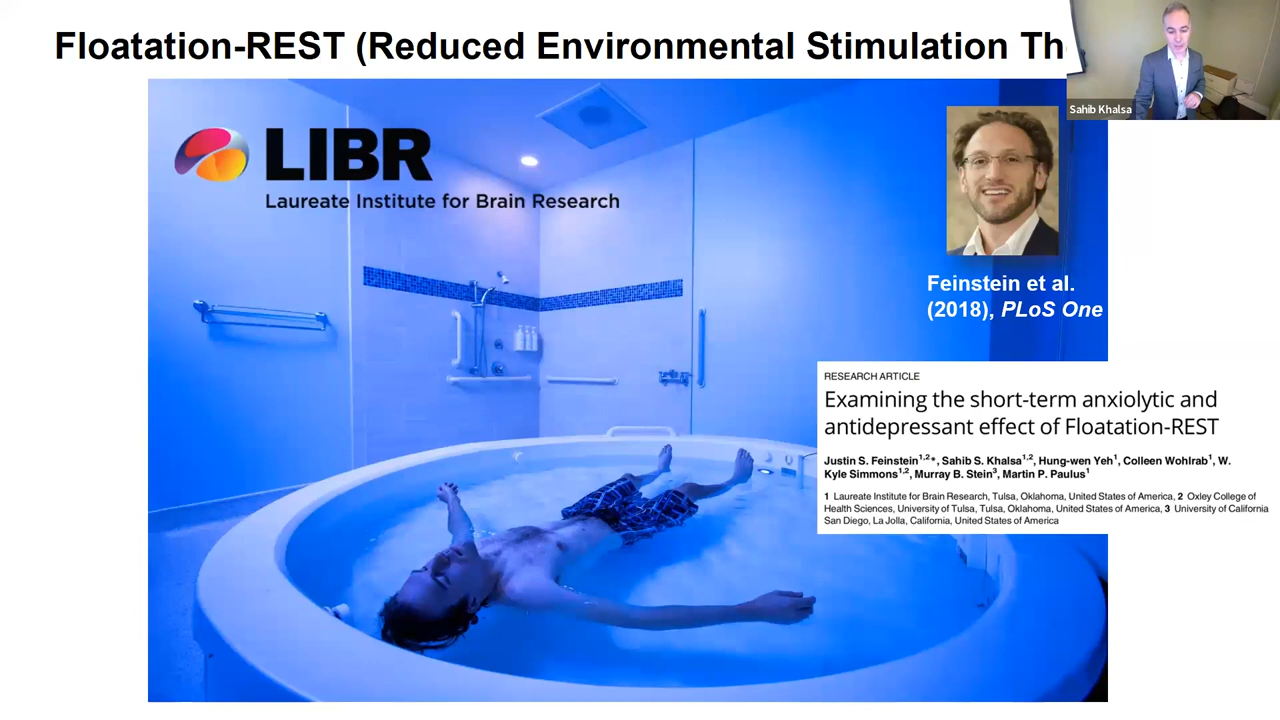 Floatation-REST (Reduced Environmental Stimulation Th
Sahib Khalsa
LIBR
Laureate Institute for Brain Research
Feinstein et al.
(2018), PLoS One
RESEARCH ARTICLE
Examining the short-term anxiolytic and
antidepressant effect of Floatation-REST
Justin S. Feinstein1,2*, Sahib S. Khalsa1,2, Hung-wen Yeh1, Colleen Wohlrab1, W.
Kyle Simmons1,2, Murray B. Stein3, Martin P. Paulus1
1 Laureate Institute for Brain Research, Tulsa, Oklahoma, United States of America, 2 Oxley College of
Health Sciences, University of Tulsa, Tulsa, Oklahoma, United States of America, 3 University of California
San Diego, La Jolla, California, United States of America